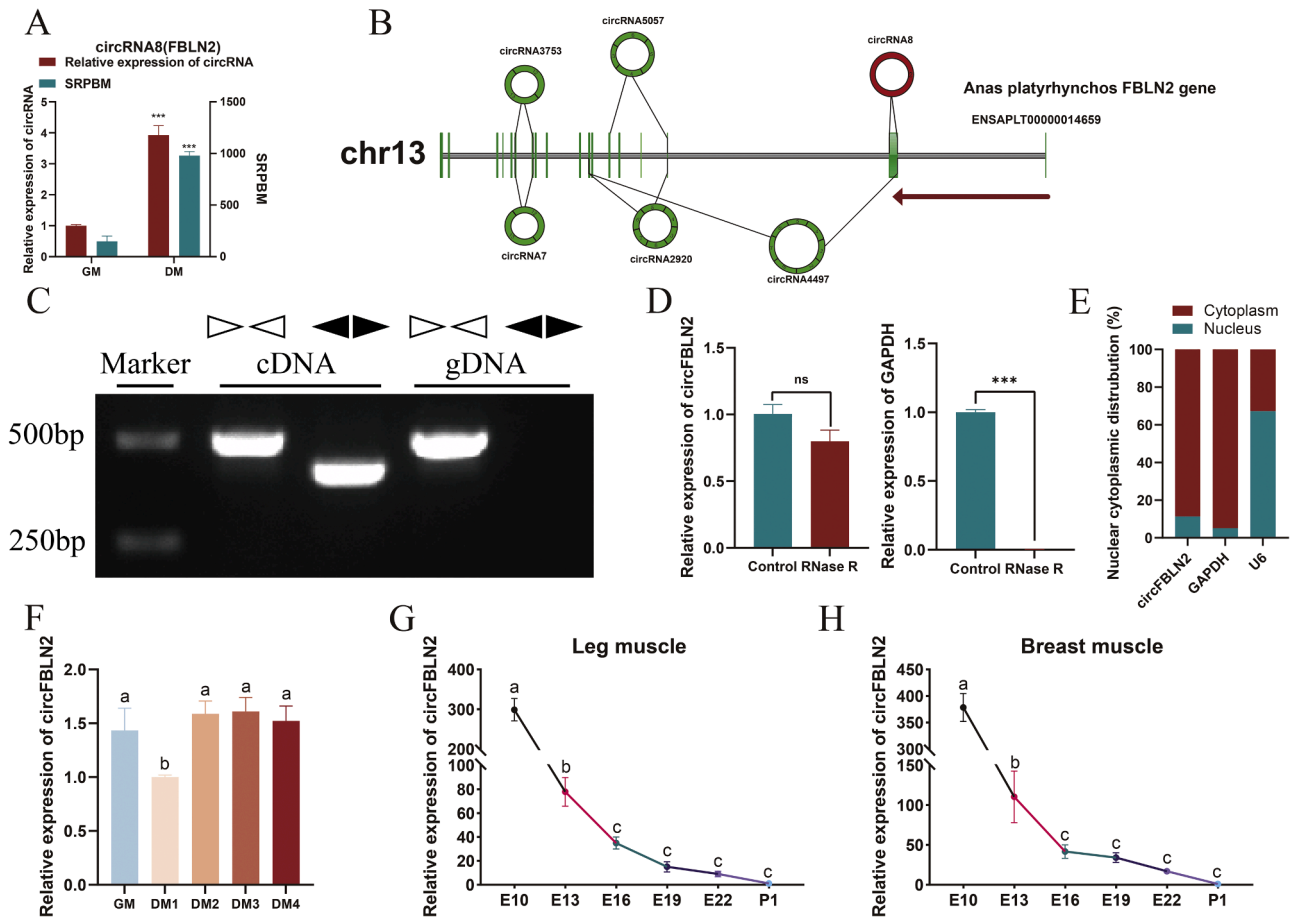 A
circRNA8(FBLN2)
Relative expression of circRNA
SRPBM
Relative expression of circRNA
5
4
3
2
1
0
***
***
1500
1000
500
0
SRPBM
GM
DM
B
circRNA3753
circRNA5057
circRNA8
Anas platyrhynchos FBLN2 gene
ENSAPLT00000014659
chr13
circRNA7
circRNA2920
circRNA4497
C
Marker
cDNA
gDNA
500bp
250bp
D
Relative expression of circFBLN2
1.5
1.0
0.5
0.0
ns
Control RNase R
Relative expression of GAPDH
1.5
1.0
0.5
0.0
***
Control RNase R
E
Cytoplasm
Nucleus
Nuclear cytoplasmic distrubution (%)
100
80
60
40
20
0
circFBLN2
GAPDH
U6
F
Relative expression of circFBLN2
2.0
1.5
1.0
0.5
0.0
a
b
a
a
a
GM
DM1
DM2
DM3
DM4
G
Leg muscle
Relative expression of circFBLN2
400
300
200
100
80
60
40
20
0
a
b
c
c
c
c
E10
E13
E16
E19
E22
P1
H
Breast muscle
Relative expression of circFBLN2
450
400
350
300
150
100
50
0
a
b
c
c
c
c
E10
E13
E16
E19
E22
P1